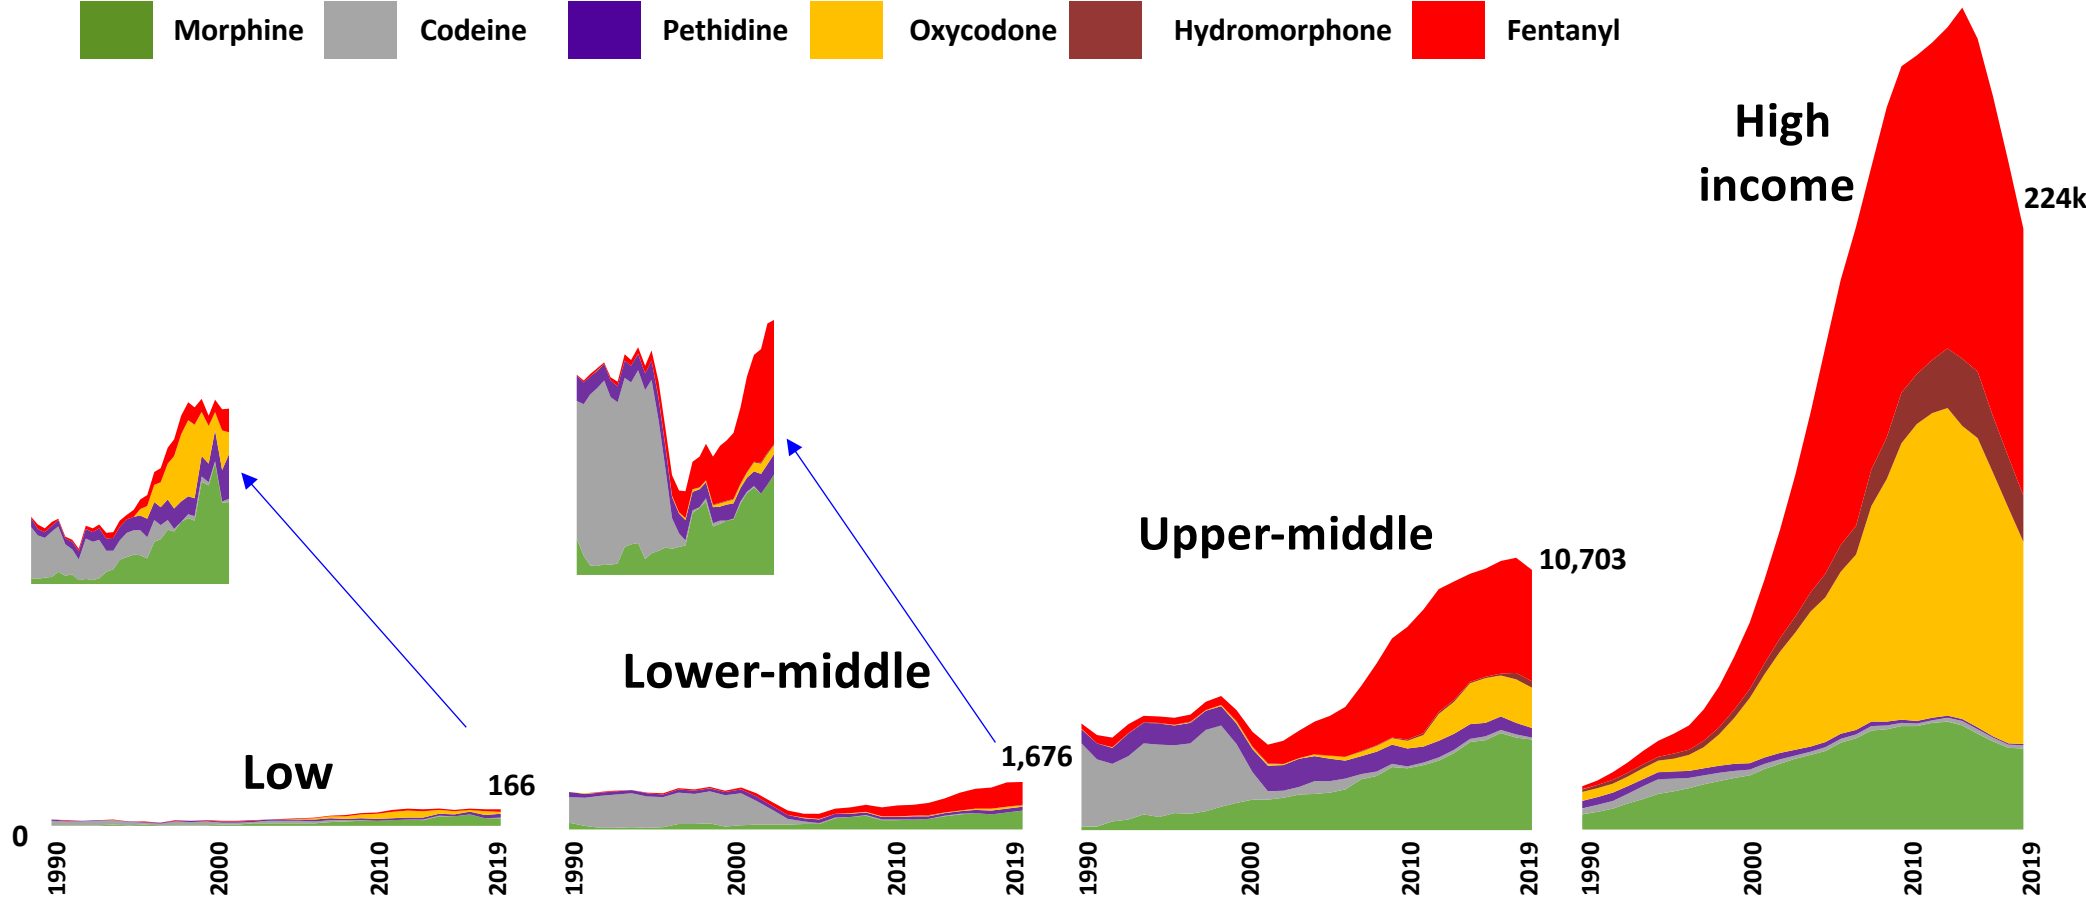 Morphine Codeine Pethidine Oxycodone Hydromorphone Fentanyl
High
income
224k
Upper-middle
10,703
Lower-middle
1,676
Low
166
0
1990 2000 2010 2019 1990 2000 2010 2019 1990 2000 2010 2019 1990 2000 2010 2019